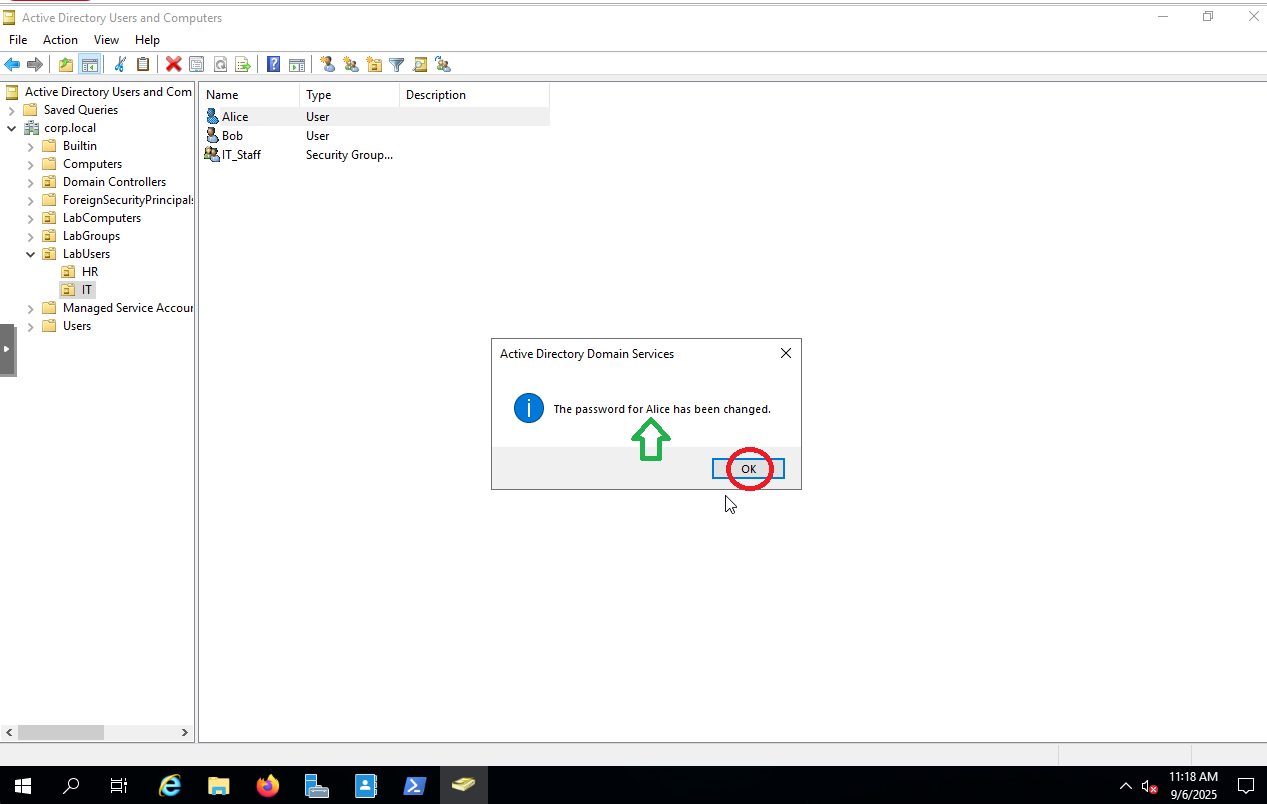 Active Directory Users and Computers
File Action View Help
Active Directory Users and Com
Saved Queries
corp.local
Builtin
Computers
Domain Controllers
ForeignSecurityPrincipals
LabComputers
LabGroups
LabUsers
HR
IT
Managed Service Accour
Users
Name Type Description
Alice User
Bob User
IT_Staff Security Group...
Active Directory Domain Services
The password for Alice has been changed.
OK
11:18 AM
9/6/2025